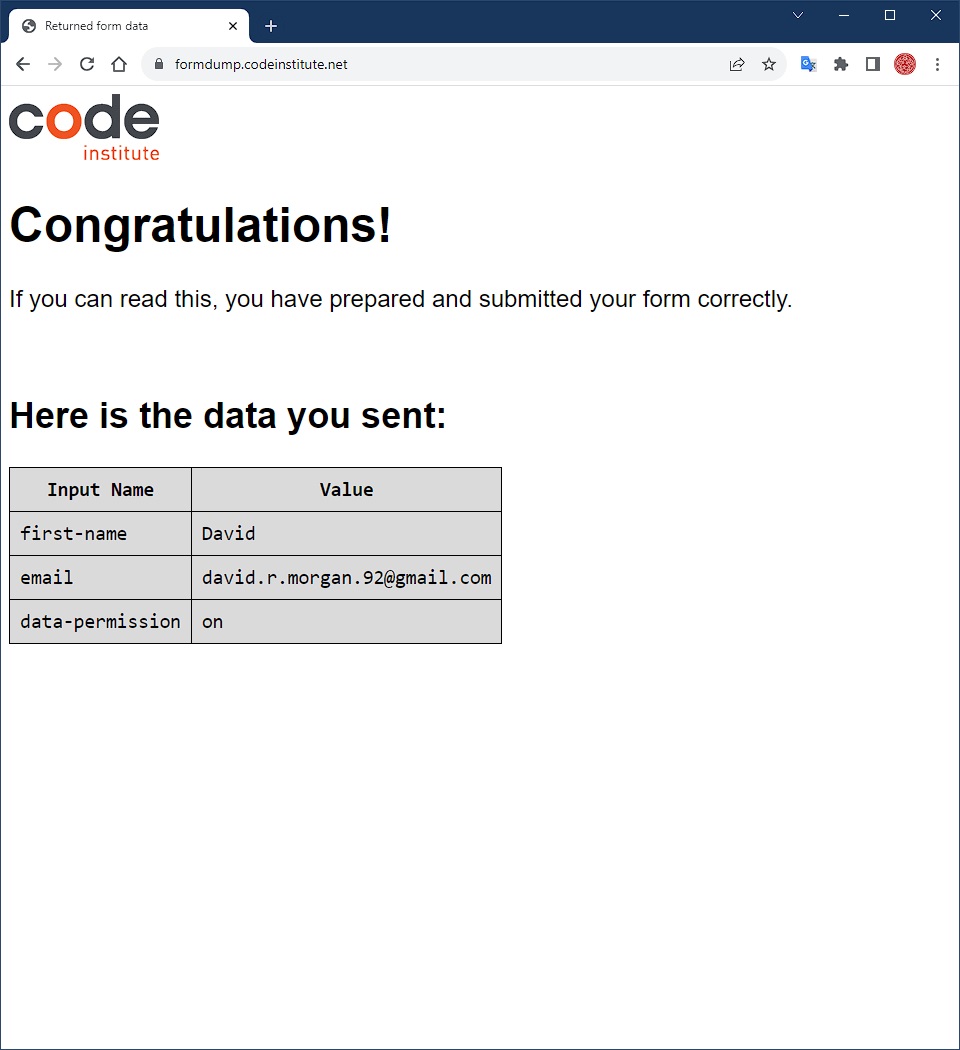 Returned form data
formdump.codeinstitute.net
code
institute
Congratulations!
If you can read this, you have prepared and submitted your form correctly.
Here is the data you sent:
Input Name Value
first-name David
email david.r.morgan.92@gmail.com
data-permission on